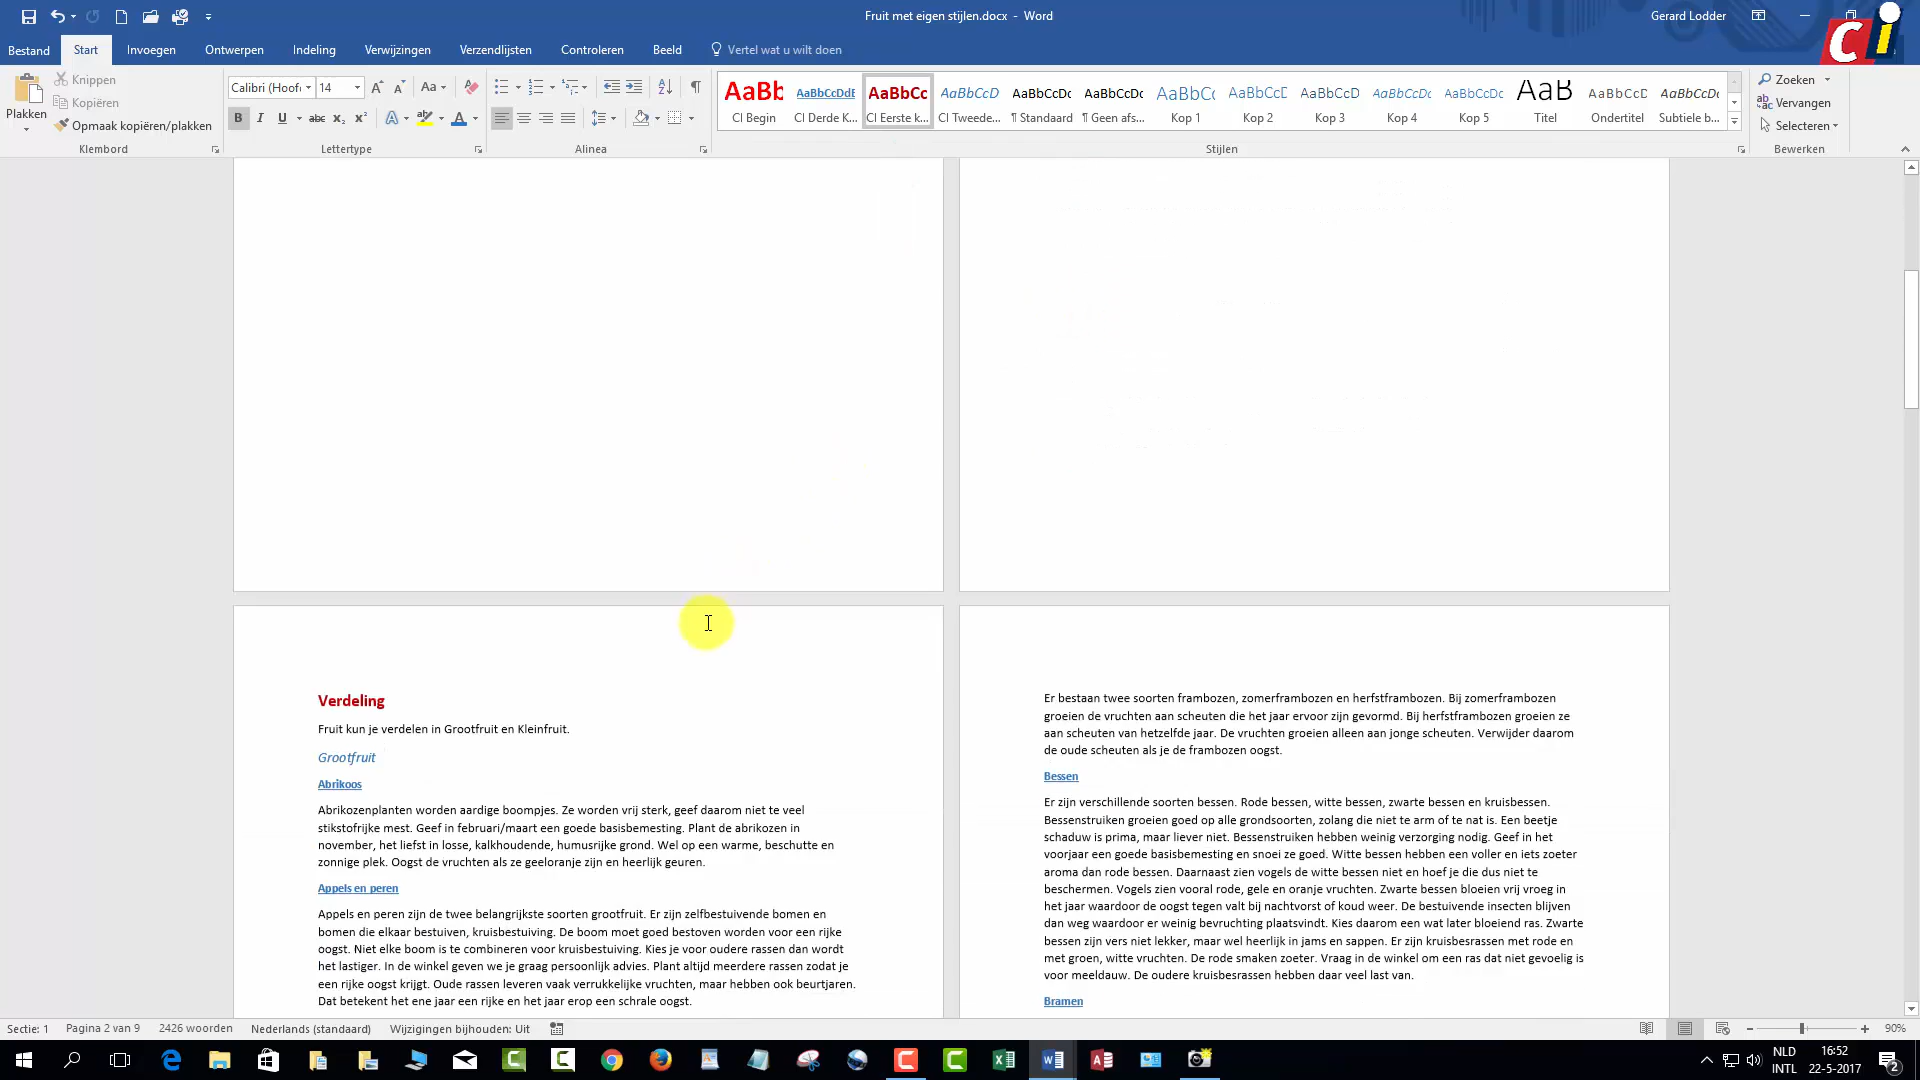 Fruit met eigen stijlen.docx - Word
Gerard Lodder
Ci
Bestand
Start
Invoegen
Ontwerpen
Indeling
Verwijzingen
Verzendlijsten
Controleren
Beeld
Vertel wat u wilt doen
Plakken
Knippen
Kopiëren
Opmaak kopiëren/plakken
Klembord
Calibri (Hoof
14
Lettertype
Alinea
AaBb
CI Begin
AaBbCcDdE
CI Derde K...
AaBbCc
CI Eerste k...
AaBbCcD
CI Tweede...
AaBbCcDc
¶ Standaard
AaBbCcDc
¶ Geen afs...
AaBbCc
Kop 1
AaBbCcD
Kop 2
AaBbCcD
Kop 3
AaBbCcDc
Kop 4
AaBbCcDc
Kop 5
AaB
Titel
AaBbCcD
Ondertitel
AaBbCcDc
Subtiele b...
Stijlen
Zoeken
Vervangen
Selecteren
Bewerken
Verdeling
Fruit kun je verdelen in Grootfruit en Kleinfruit.
Grootfruit
Abrikoos
Abrikozenplanten worden aardige boompjes. Ze worden vrij sterk, geef daarom niet te veel
stikstofrijke mest. Geef in februari/maart een goede basisbemesting. Plant de abrikozen in
november, het liefst in losse, kalkhoudende, humusrijke grond. Wel op een warme, beschutte en
zonnige plek. Oogst de vruchten als ze geeloranje zijn en heerlijk geuren.
Appels en peren
Appels en peren zijn de twee belangrijkste soorten grootfruit. Er zijn zelfbestuivende bomen en
bomen die elkaar bestuiven, kruisbestuiving. De boom moet goed bestoven worden voor een rijke
oogst. Niet elke boom is te combineren voor kruisbestuiving. Kies je voor oudere rassen dan wordt
het lastiger. In de winkel geven we je graag persoonlijk advies. Plant altijd meerdere rassen zodat je
een rijke oogst krijgt. Oude rassen leveren vaak verrukkelijke vruchten, maar hebben ook beurtjaren.
Dat betekent het ene jaar een rijke en het jaar erop een schrale oogst.
Er bestaan twee soorten frambozen, zomerframbozen en herfstframbozen. Bij zomerframbozen
groeien de vruchten aan scheuten die het jaar ervoor zijn gevormd. Bij herfstframbozen groeien ze
aan scheuten van hetzelfde jaar. De vruchten groeien alleen aan jonge scheuten. Verwijder daarom
de oude scheuten als je de frambozen oogst.
Bessen
Er zijn verschillende soorten bessen. Rode bessen, witte bessen, zwarte bessen en kruisbessen.
Bessenstruiken groeien goed op alle grondsoorten, zolang die niet te arm of te nat is. Een beetje
schaduw is prima, maar liever niet. Bessenstruiken hebben weinig verzorging nodig. Geef in het
voorjaar een goede basisbemesting en snoei ze goed. Witte bessen hebben een voller en iets zoeter
aroma dan rode bessen. Daarnaast zien vogels de witte bessen niet en hoef je die dus niet te
beschermen. Vogels zien vooral rode, gele en oranje vruchten. Zwarte bessen bloeien vrij vroeg in
het jaar waardoor de oogst tegen valt bij nachtvorst of koud weer. De bestuivende insecten blijven
dan weg waardoor er weinig bevruchting plaatsvindt. Kies daarom een wat later bloeiend ras. Zwarte
bessen zijn vers niet lekker, maar wel heerlijk in jams en sappen. Er zijn kruisbesrassen met rode en
met groen, witte vruchten. De rode smaken zoeter. Vraag in de winkel om een ras dat niet gevoelig is
voor meeldauw. De oudere kruisbesrassen hebben daar veel last van.
Bramen
Sectie: 1
Pagina 2 van 9
2426 woorden
Nederlands (standaard)
Wijzigingen bijhouden: Uit
90%
NLD
INTL
16:52
22-5-2017
2